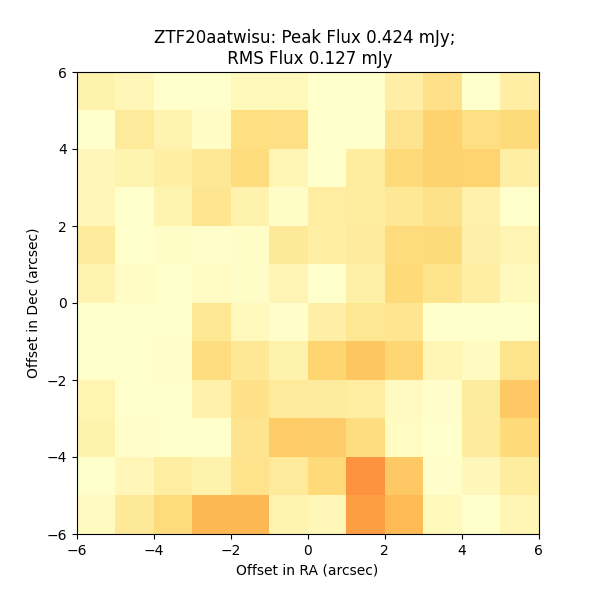 ZTF20aatwisu: Peak Flux 0.424 mJy;
RMS Flux 0.127 mJy
6
4
2
0
−2
−4
−6
Offset in Dec (arcsec)
−6 −4 −2 0 2 4 6
Offset in RA (arcsec)